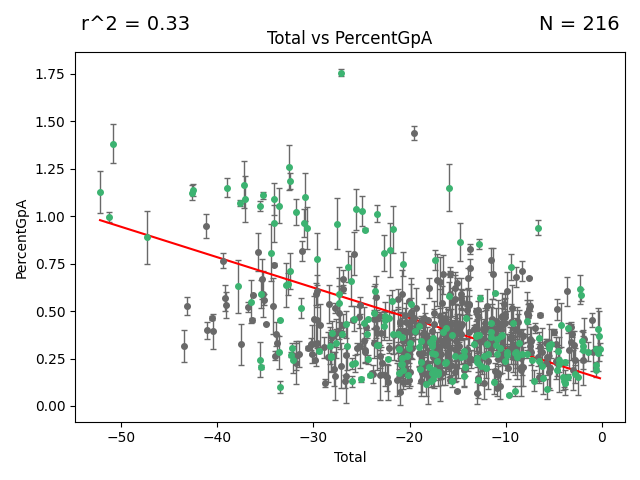 r^2 = 0.33
N = 216
Total vs PercentGpA
PercentGpA
1.75
1.50
1.25
1.00
0.75
0.50
0.25
0.00
−50
−40
−30
−20
−10
0
Total